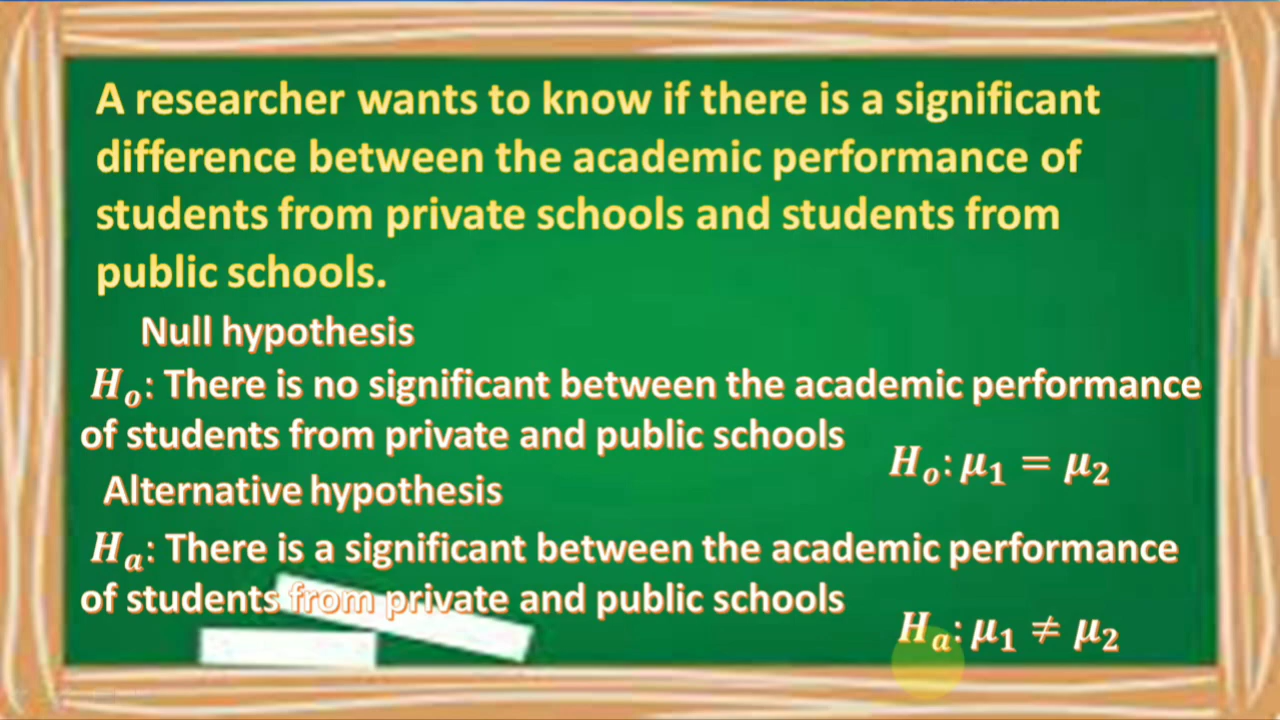 A researcher wants to know if there is a significant
difference between the academic performance of
students from private schools and students from
public schools.
Null hypothesis
Hₒ: There is no significant between the academic performance
of students from private and public schools
Hₒ: μ₁ = μ₂
Alternative hypothesis
Hₐ: There is a significant between the academic performance
of students from private and public schools
Hₐ: μ₁ ≠ μ₂